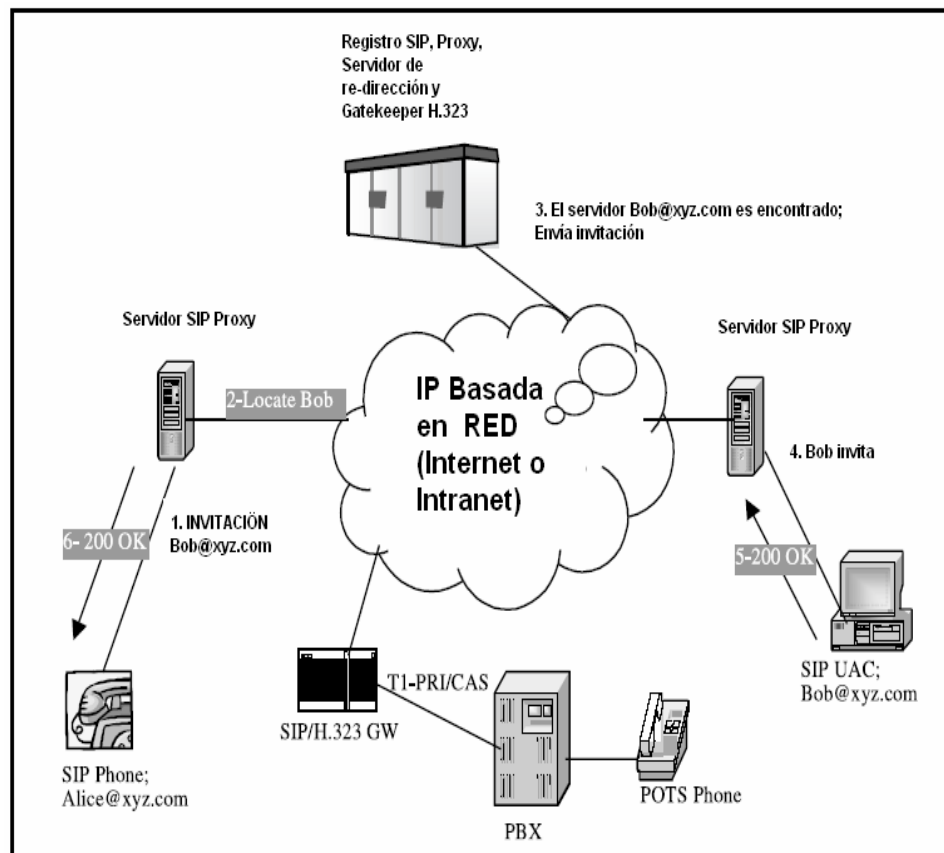 Registro SIP, Proxy,
Servidor de
re-dirección y
Gatekeeper H.323
3. El servidor Bob@xyz.com es encontrado;
Envía invitación
Servidor SIP Proxy
Servidor SIP Proxy
2-Locate Bob
IP Basada
en RED
(Internet o
Intranet)
4. Bob invita
1. INVITACIÖN
Bob@xyz.com
6- 200 OK
5-200 OK
T1-PRI/CAS
SIP/H.323 GW
SIP UAC;
Bob@xyz.com
SIP Phone;
Alice@xyz.com
POTS Phone
PBX